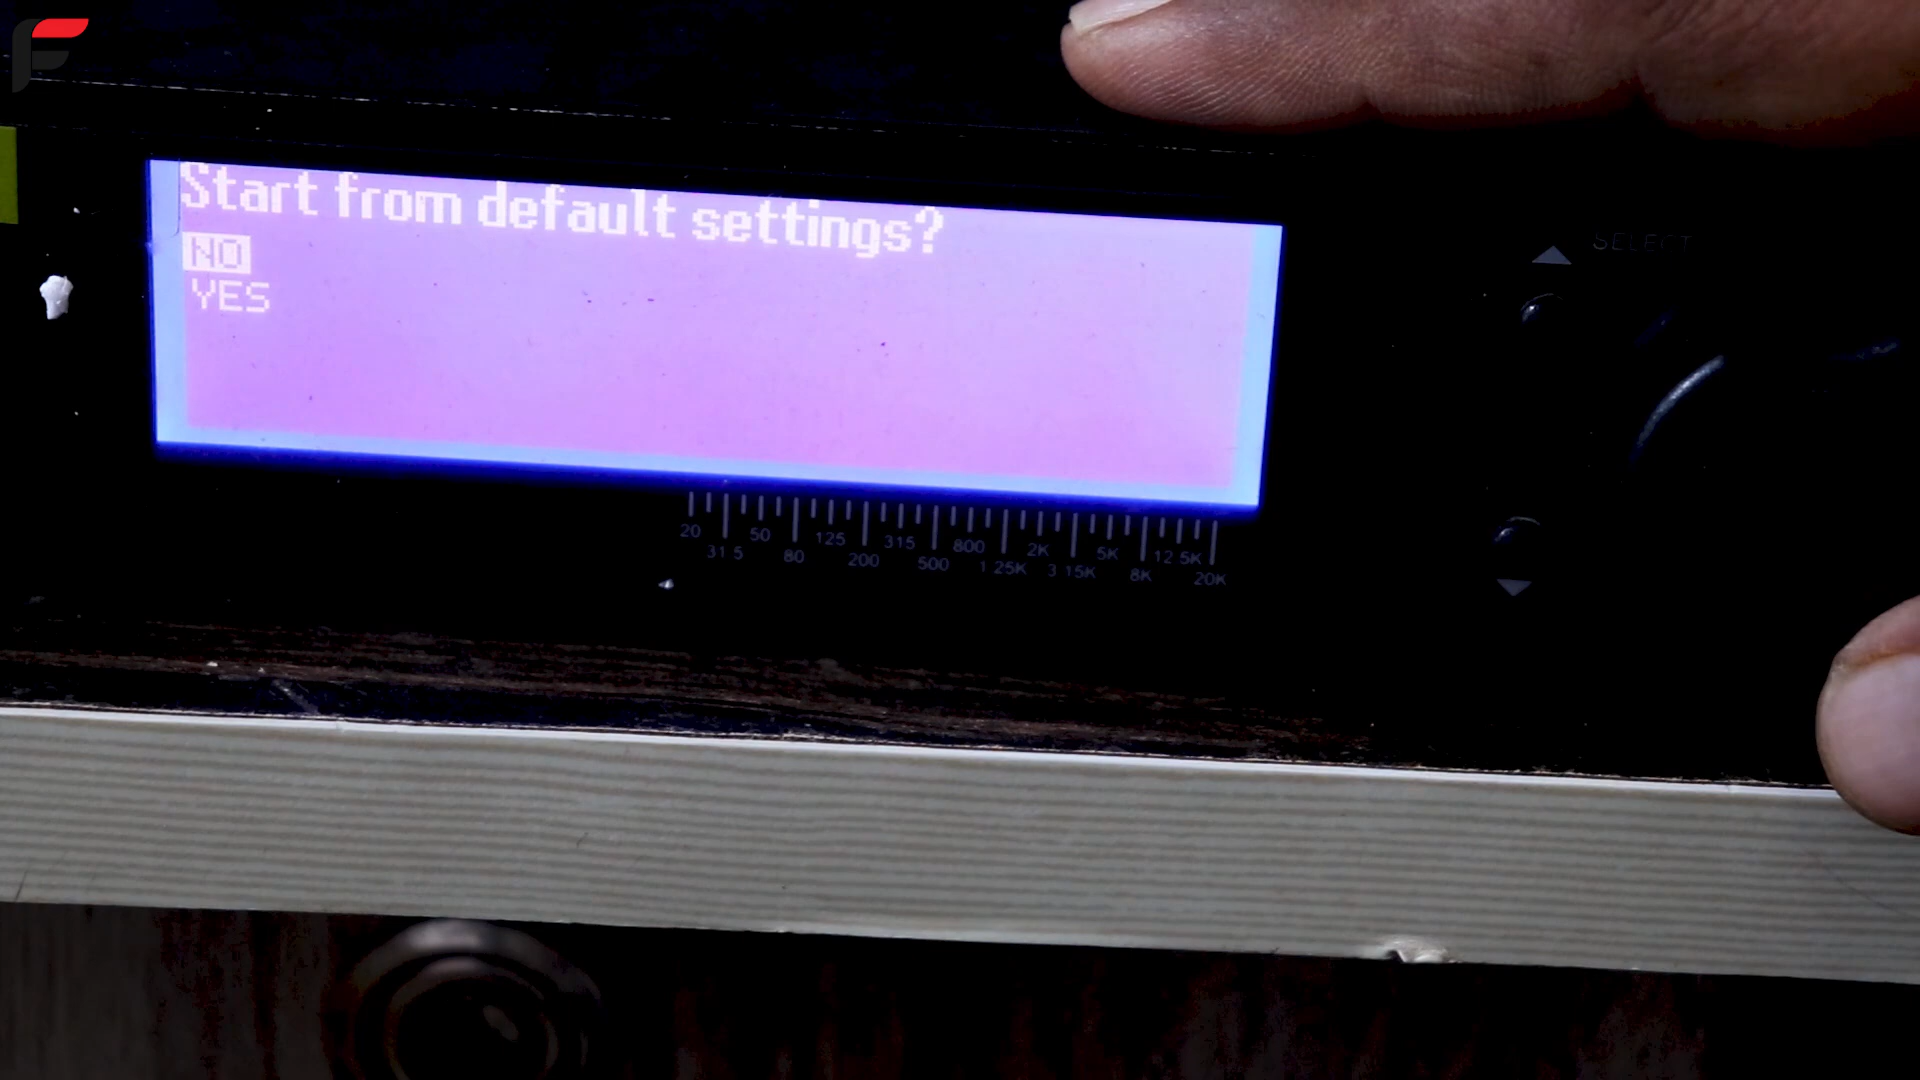 Start from default settings?
NO
YES
SELECT
20 50 125 315 800 2K 5K 12 5K
31 5 80 200 500 1 25K 3 15K 8K 20K